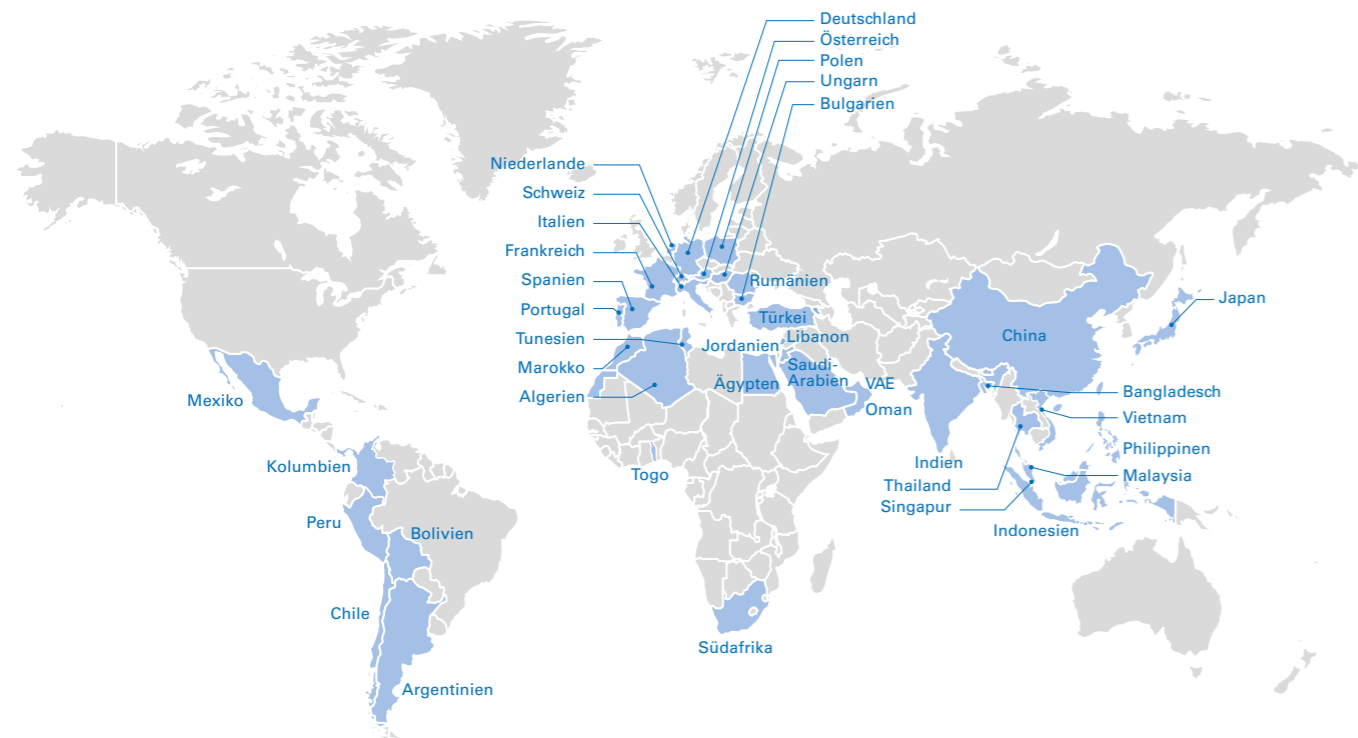 Deutschland
Österreich
Polen
Ungarn
Bulgarien
Niederlande
Schweiz
Italien
Frankreich
Spanien
Portugal
Tunesien
Marokko
Algerien
Rumänien
Türkei
Jordanien
Libanon
Ägypten
Saudi-
Arabien
VAE
Oman
China
Japan
Bangladesch
Vietnam
Philippinen
Malaysia
Indien
Thailand
Singapur
Indonesien
Togo
Südafrika
Mexiko
Kolumbien
Peru
Bolivien
Chile
Argentinien